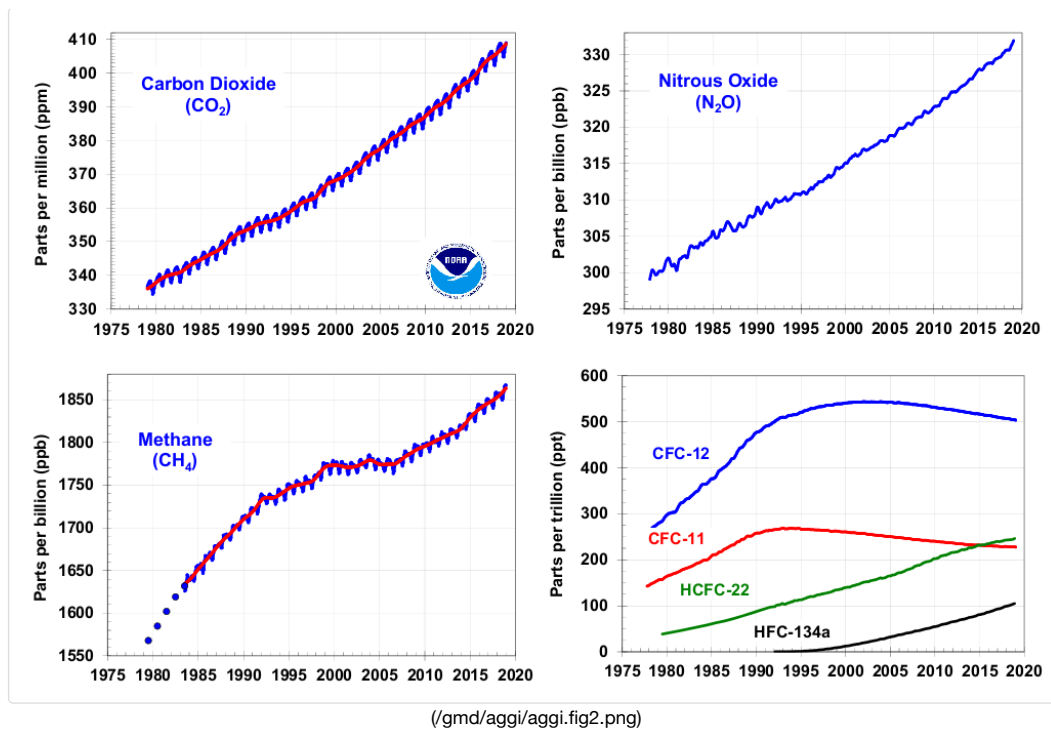 410
400
390
380
370
360
350
340
330
Parts per million (ppm)
Carbon Dioxide
(CO₂)
NOAA
1975 1980 1985 1990 1995 2000 2005 2010 2015 2020
330
325
320
315
310
305
300
295
Parts per billion (ppb)
Nitrous Oxide
(N₂O)
1975 1980 1985 1990 1995 2000 2005 2010 2015 2020
1850
1800
1750
1700
1650
1600
1550
Parts per billion (ppb)
Methane
(CH₄)
1975 1980 1985 1990 1995 2000 2005 2010 2015 2020
600
500
400
300
200
100
0
Parts per trillion (ppt)
CFC-12
CFC-11
HCFC-22
HFC-134a
1975 1980 1985 1990 1995 2000 2005 2010 2015 2020
(/gmd/aggi/aggi.fig2.png)